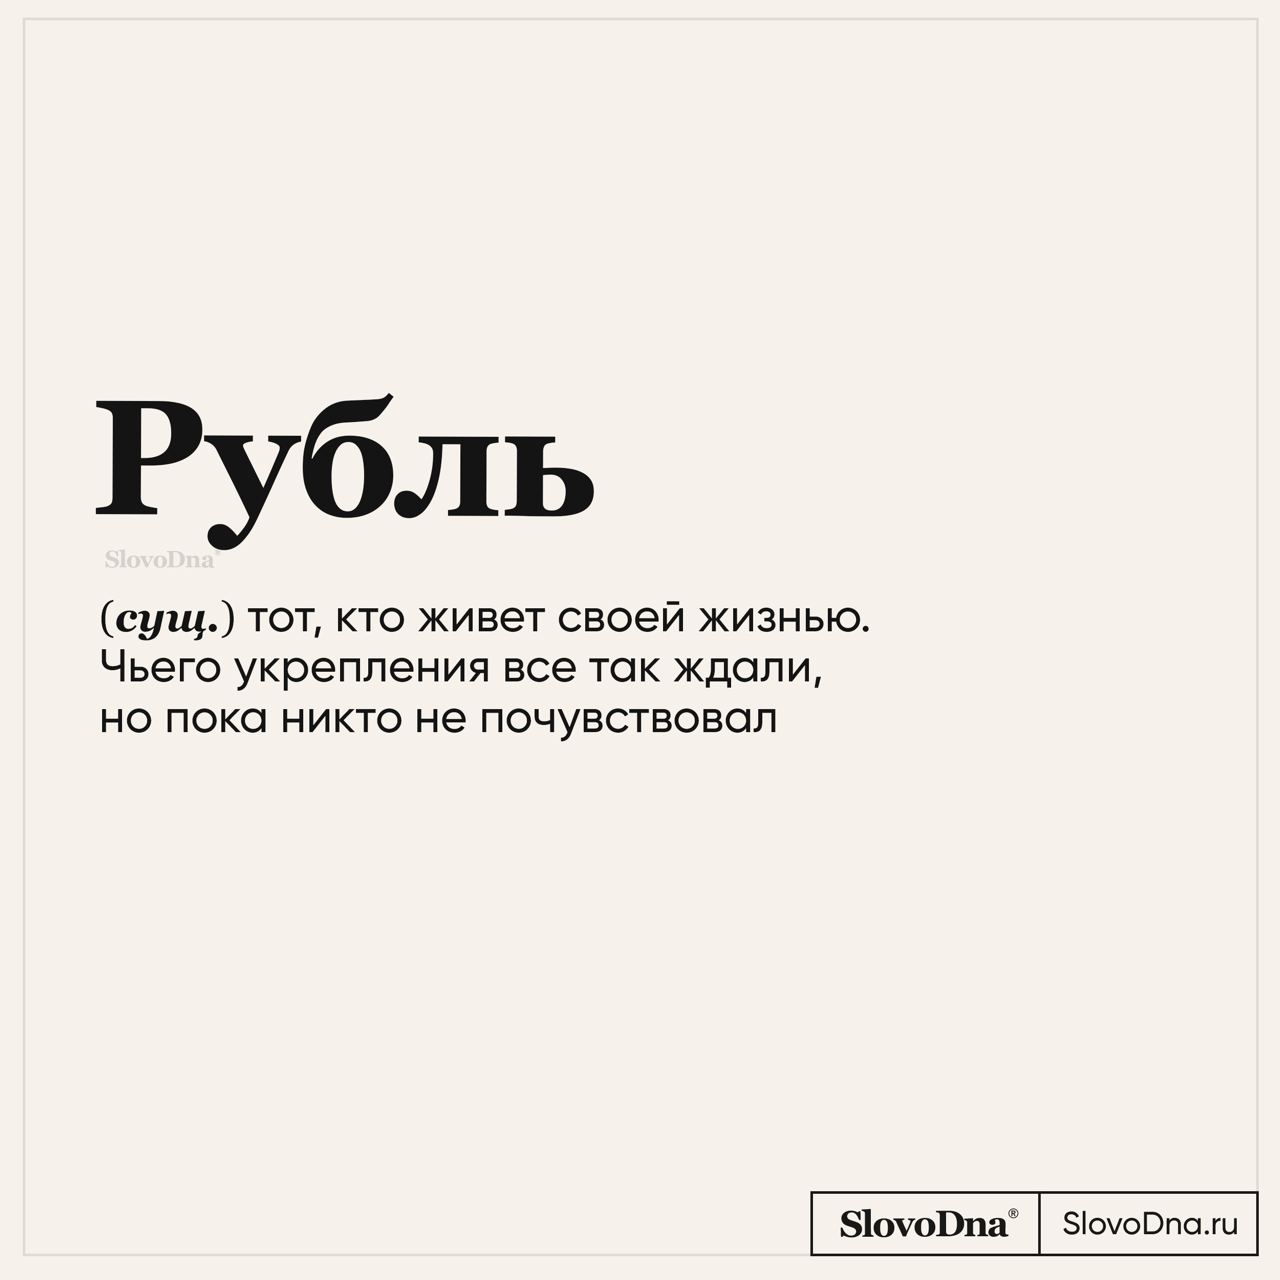 Рубль
SlovoDna®
(сущ.) тот, кто живет своей жизнью.
Чьего укрепления все так ждали,
но пока никто не почувствовал
SlovoDna®
SlovoDna.ru